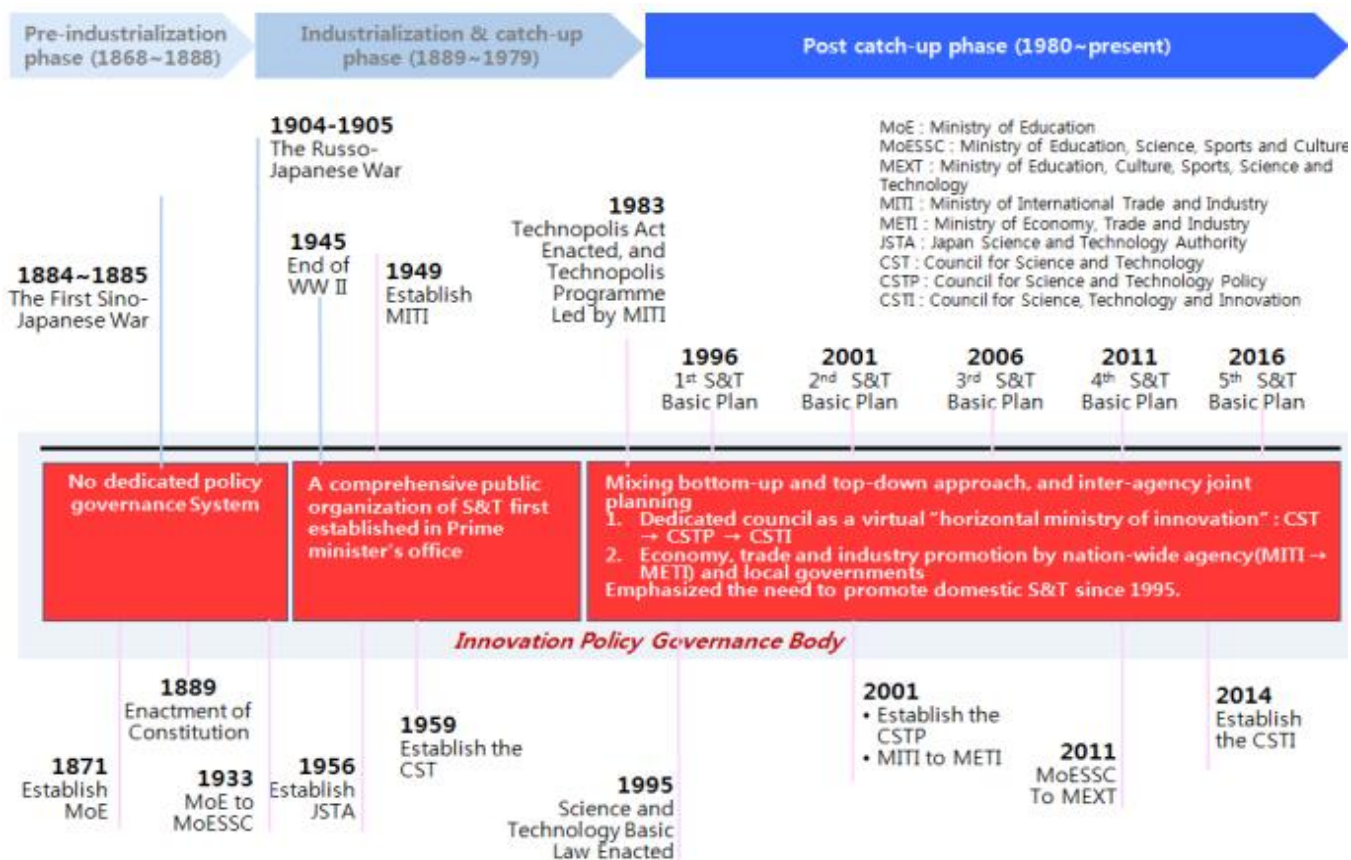 Pre-industrialization
phase (1868~1888)
Industrialization & catch-up
phase (1889~1979)
Post catch-up phase (1980~present)
1904-1905
The Russo-
Japanese War
MoE : Ministry of Education
MoESSC : Ministry of Education, Science, Sports and Culture
MEXT : Ministry of Education, Culture, Sports, Science and
Technology
MITI : Ministry of International Trade and Industry
METI : Ministry of Economy, Trade and Industry
JSTA : Japan Science and Technology Authority
CST : Council for Science and Technology
CSTP : Council for Science and Technology Policy
CSTI : Council for Science, Technology and Innovation
1884~1885
The First Sino-
Japanese War
1945
End of
WW II
1949
Establish
MITI
1983
Technopolis Act
Enacted, and
Technopolis
Programme
Led by MITI
1996
1st S&T
Basic Plan
2001
2nd S&T
Basic Plan
2006
3rd S&T
Basic Plan
2011
4th S&T
Basic Plan
2016
5th S&T
Basic Plan
No dedicated policy
governance System
A comprehensive public
organization of S&T first
established in Prime
minister's office
Mixing bottom-up and top-down approach, and inter-agency joint
planning
1. Dedicated council as a virtual "horizontal ministry of innovation" : CST
→ CSTP → CSTI
2. Economy, trade and industry promotion by nation-wide agency(MITI →
METI) and local governments
Emphasized the need to promote domestic S&T since 1995.
Innovation Policy Governance Body
1871
Establish
MoE
1889
Enactment of
Constitution
1933
MoE to
MoESSC
1956
Establish
JSTA
1959
Establish the
CST
1995
Science and
Technology Basic
Law Enacted
2001
• Establish the
CSTP
• MITI to METI
2011
MoESSC
To MEXT
2014
Establish
the CSTI